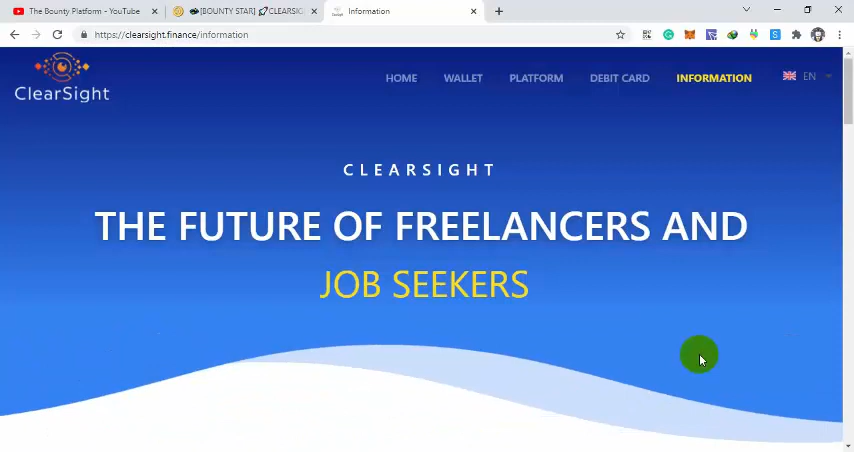 The Bounty Platform - YouTube
[BOUNTY STAR] 🚀CLEARSIG
Information
https://clearsight.finance/information
ClearSight
HOME
WALLET
PLATFORM
DEBIT CARD
INFORMATION
EN
CLEARSIGHT
THE FUTURE OF FREELANCERS AND
JOB SEEKERS